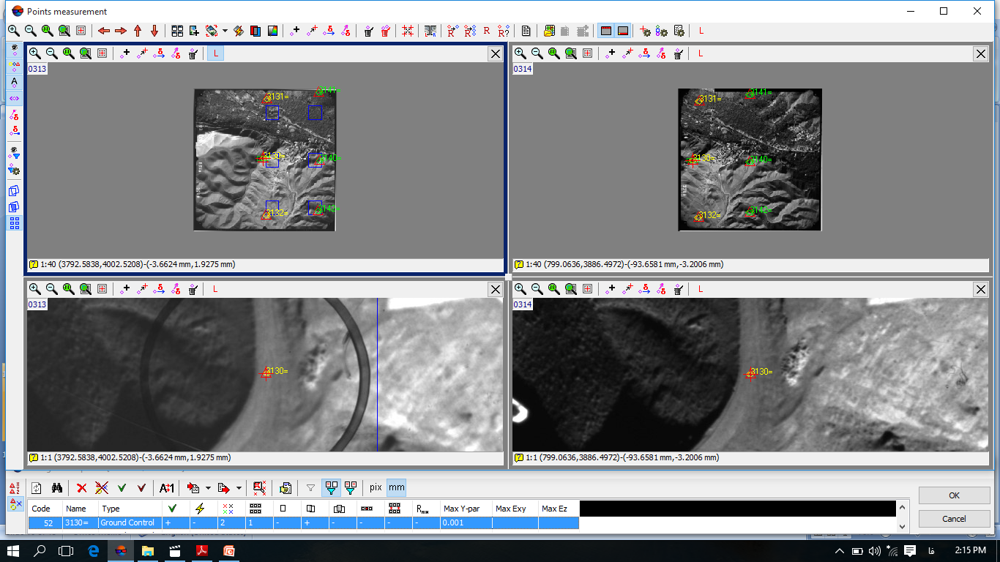 Points measurement
L
L
0313
3131=
3141=
3130=
3140=
3132=
3142=
1:40 (3792.5838,4002.5208)-(-3.6624 mm,1.9275 mm)
L
0314
3131=
3141=
3130=
3140=
3132=
3142=
1:40 (799.0636,3886.4972)-(-93.6581 mm,-3.2006 mm)
L
0313
3130=
1:1 (3792.5838,4002.5208)-(-3.6624 mm,1.9275 mm)
L
0314
3130=
1:1 (799.0636,3886.4972)-(-93.6581 mm,-3.2006 mm)
pix mm
Code Name Type Rmin Max Y-par Max Exy Max Ez
52 3130= Ground Control + - 2 1 - + - - - - 0.001
OK
Cancel
فا
2:15 PM